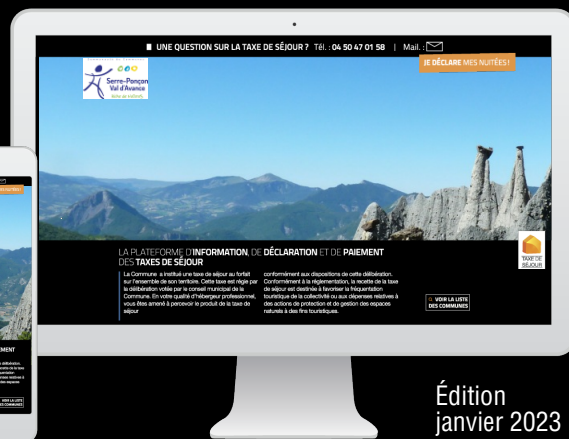 ■ UNE QUESTION SUR LA TAXE DE SÉJOUR ? Tél. : 04 50 47 01 58 | Mail. :
JE DÉCLARE MES NUITÉES !
Serre-Ponçon
Val d'Avance
LA PLATEFORME D'INFORMATION, DE DÉCLARATION ET DE PAIEMENT
DES TAXES DE SÉJOUR
La Commune a institué une taxe de séjour au forfait
sur l'ensemble de son territoire. Cette taxe est régie par
la délibération votée par le conseil municipal de la
Commune. En votre qualité d'hébergeur professionnel,
vous êtes amené à percevoir le produit de la taxe de
séjour
conformément aux dispositions de cette délibération.
Conformément à la réglementation, la recette de la taxe
de séjour est destinée à favoriser la fréquentation
touristique de la collectivité ou aux dépenses relatives à
des actions de protection et de gestion des espaces
naturels à des fins touristiques.
TAXE DE
SÉJOUR
VOIR LA LISTE
DES COMMUNES
EMENT
VOIR LA LISTE
DES COMMUNES
Édition
janvier 2023